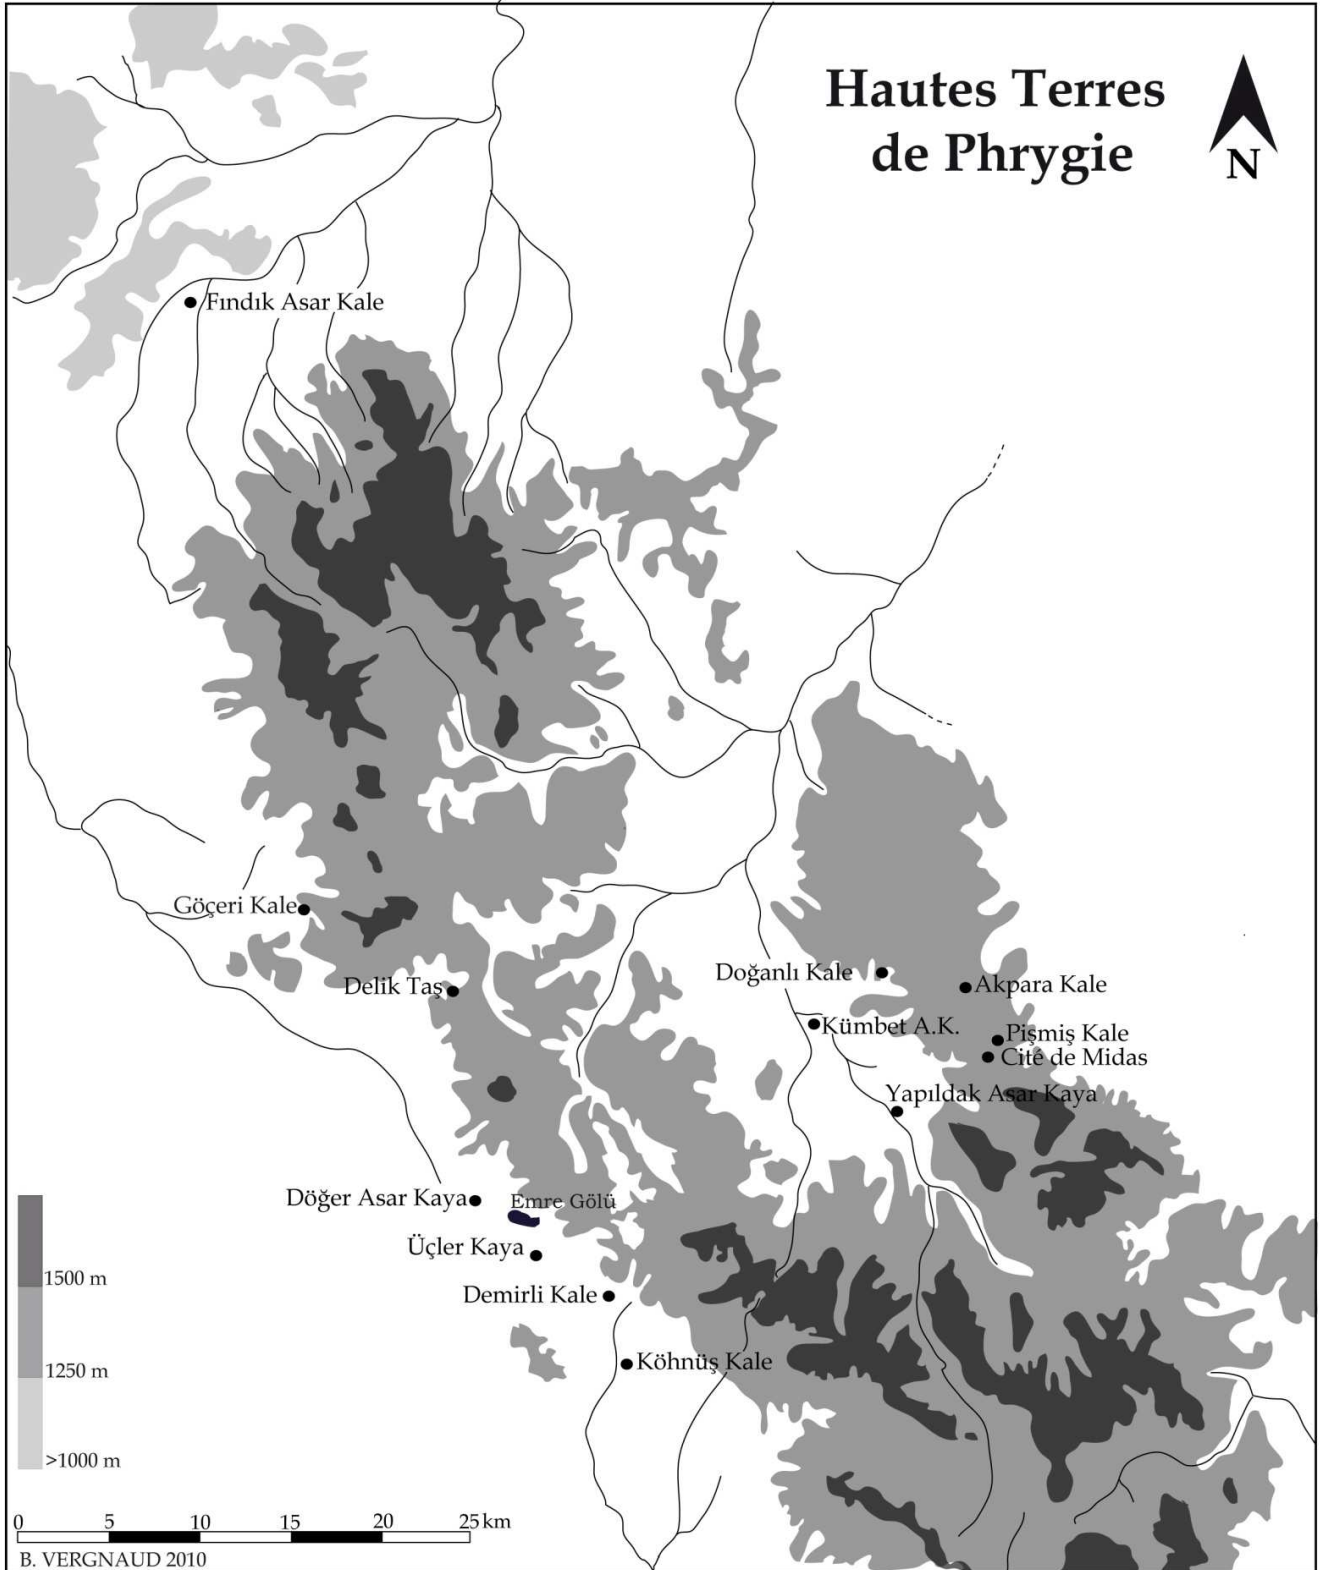 Hautes Terres
de Phrygie
N
Fındık Asar Kale
Göçeri Kale
Delik Taş
Doğanlı Kale
Akpara Kale
Kümbet A.K.
Pişmiş Kale
Cité de Midas
Yapıldak Asar Kaya
Döğer Asar Kaya
Emre Gölü
Üçler Kaya
Demirli Kale
Köhnüş Kale
1500 m
1250 m
>1000 m
0 5 10 15 20 25 km
B. VERGNAUD 2010